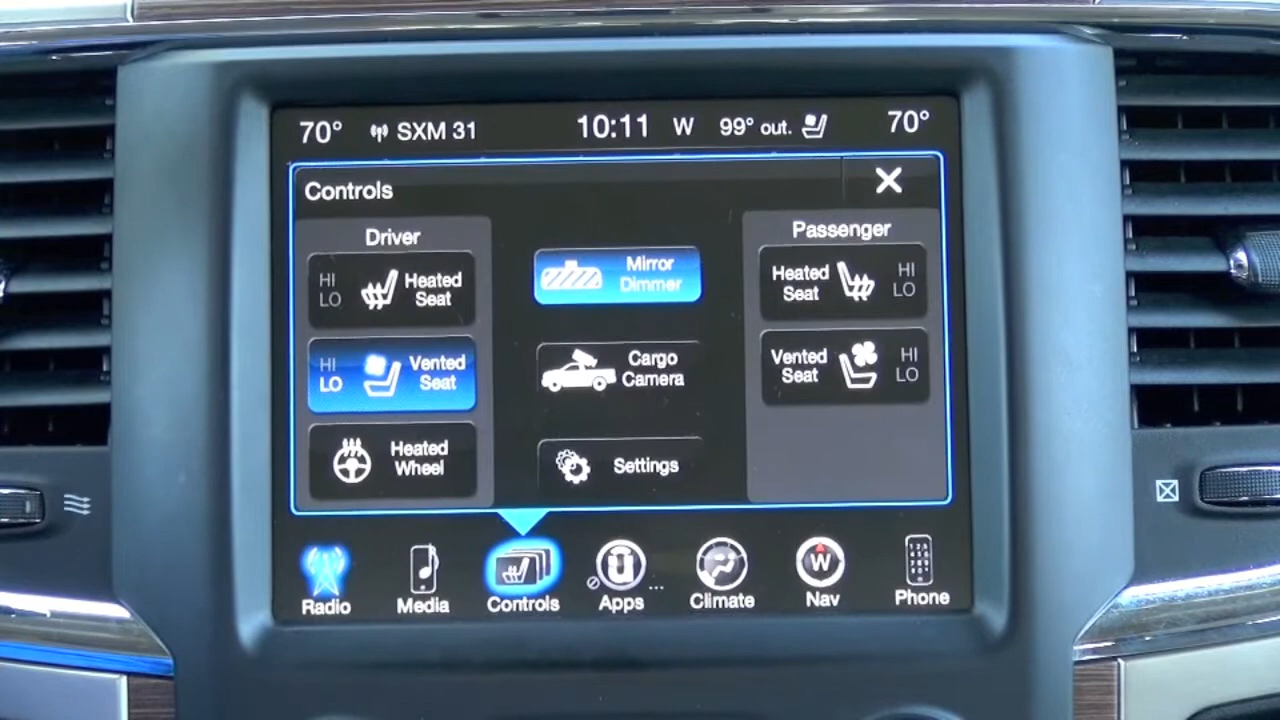 70° SXM 31 10:11 W 99° out. 70°
Controls
Driver
HI
LO
Heated
Seat
HI
LO
Vented
Seat
Heated
Wheel
Mirror
Dimmer
Cargo
Camera
Settings
Passenger
Heated
Seat
HI
LO
Vented
Seat
HI
LO
W
Radio Media Controls Apps ... Climate Nav Phone